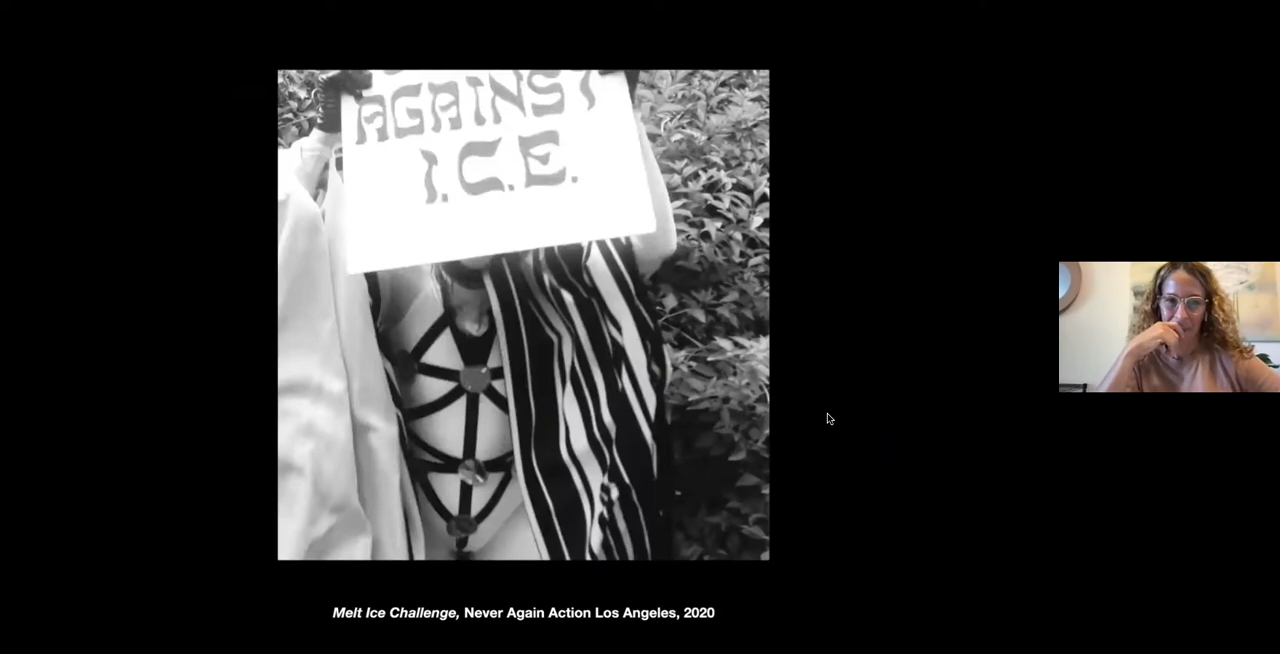 AGAINST
I.C.E.
Melt Ice Challenge, Never Again Action Los Angeles, 2020